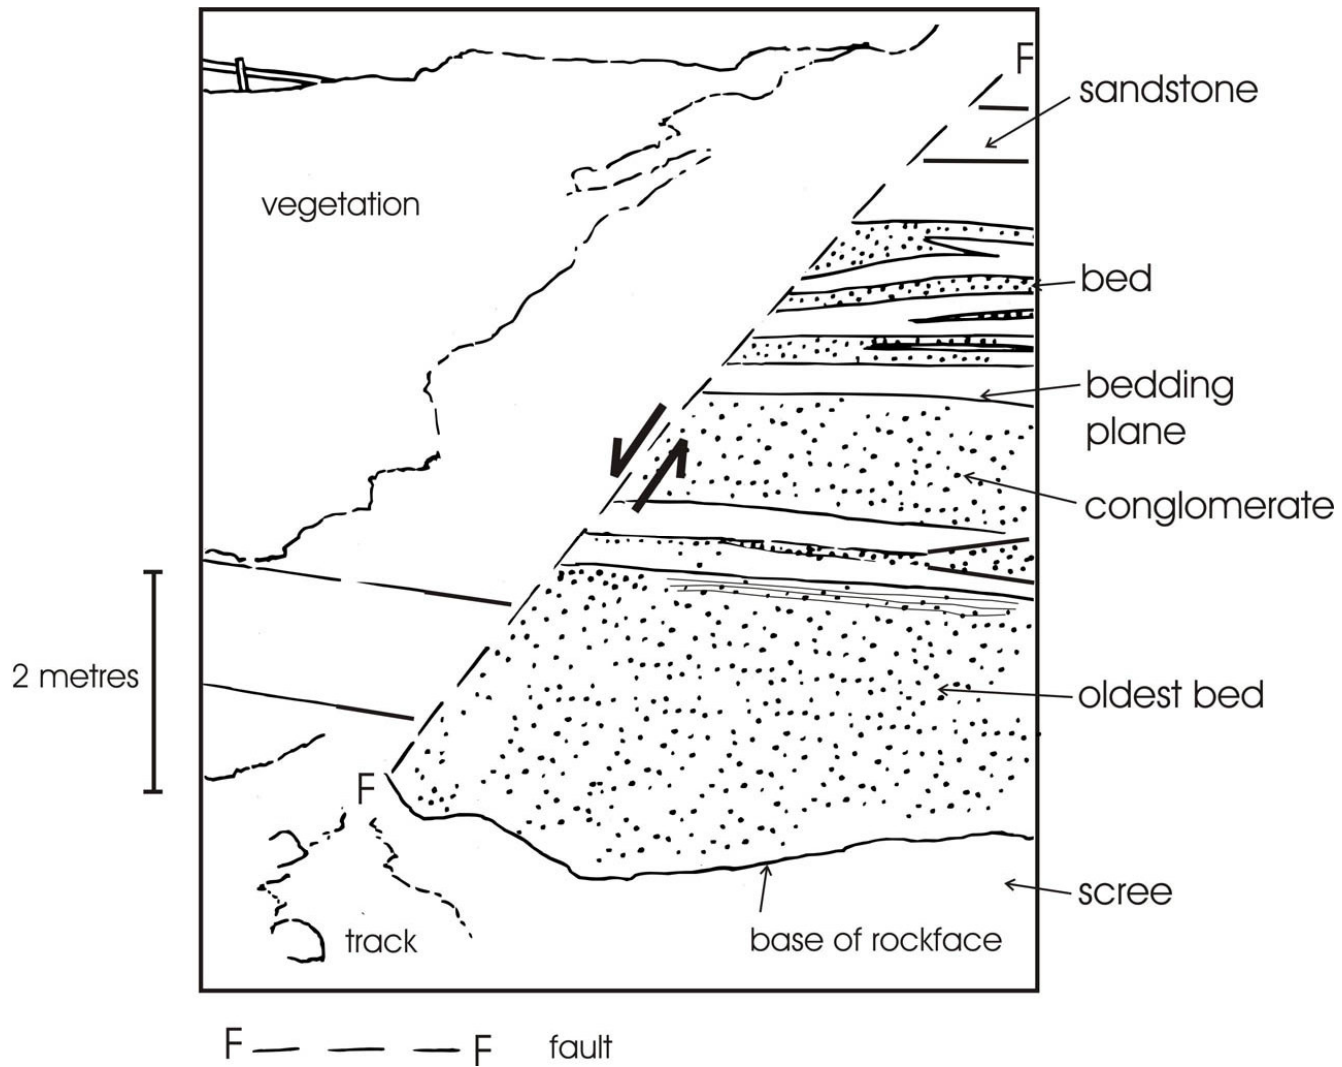 F
sandstone
vegetation
bed
bedding
plane
conglomerate
2 metres
oldest bed
F
scree
track
base of rockface
F F fault